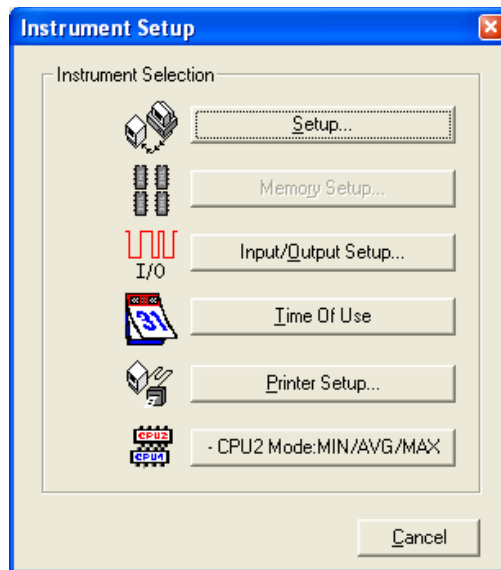 Instrument Setup
Instrument Selection
Setup...
Memory Setup...
I/O
Input/Output Setup...
31
Time Of Use
Printer Setup...
CPU2
CPU1
- CPU2 Mode:MIN/AVG/MAX
Cancel